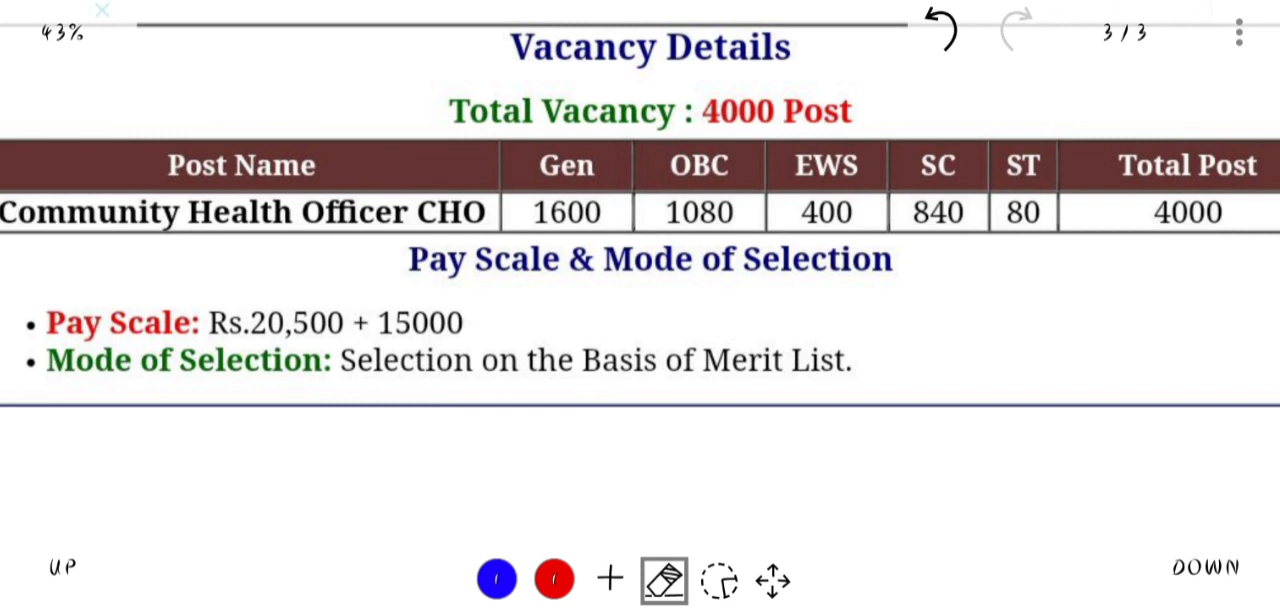 43%
3 / 3
Vacancy Details
Total Vacancy : 4000 Post
Post Name Gen OBC EWS SC ST Total Post
Community Health Officer CHO 1600 1080 400 840 80 4000
Pay Scale & Mode of Selection
• Pay Scale: Rs.20,500 + 15000
• Mode of Selection: Selection on the Basis of Merit List.
UP
DOWN